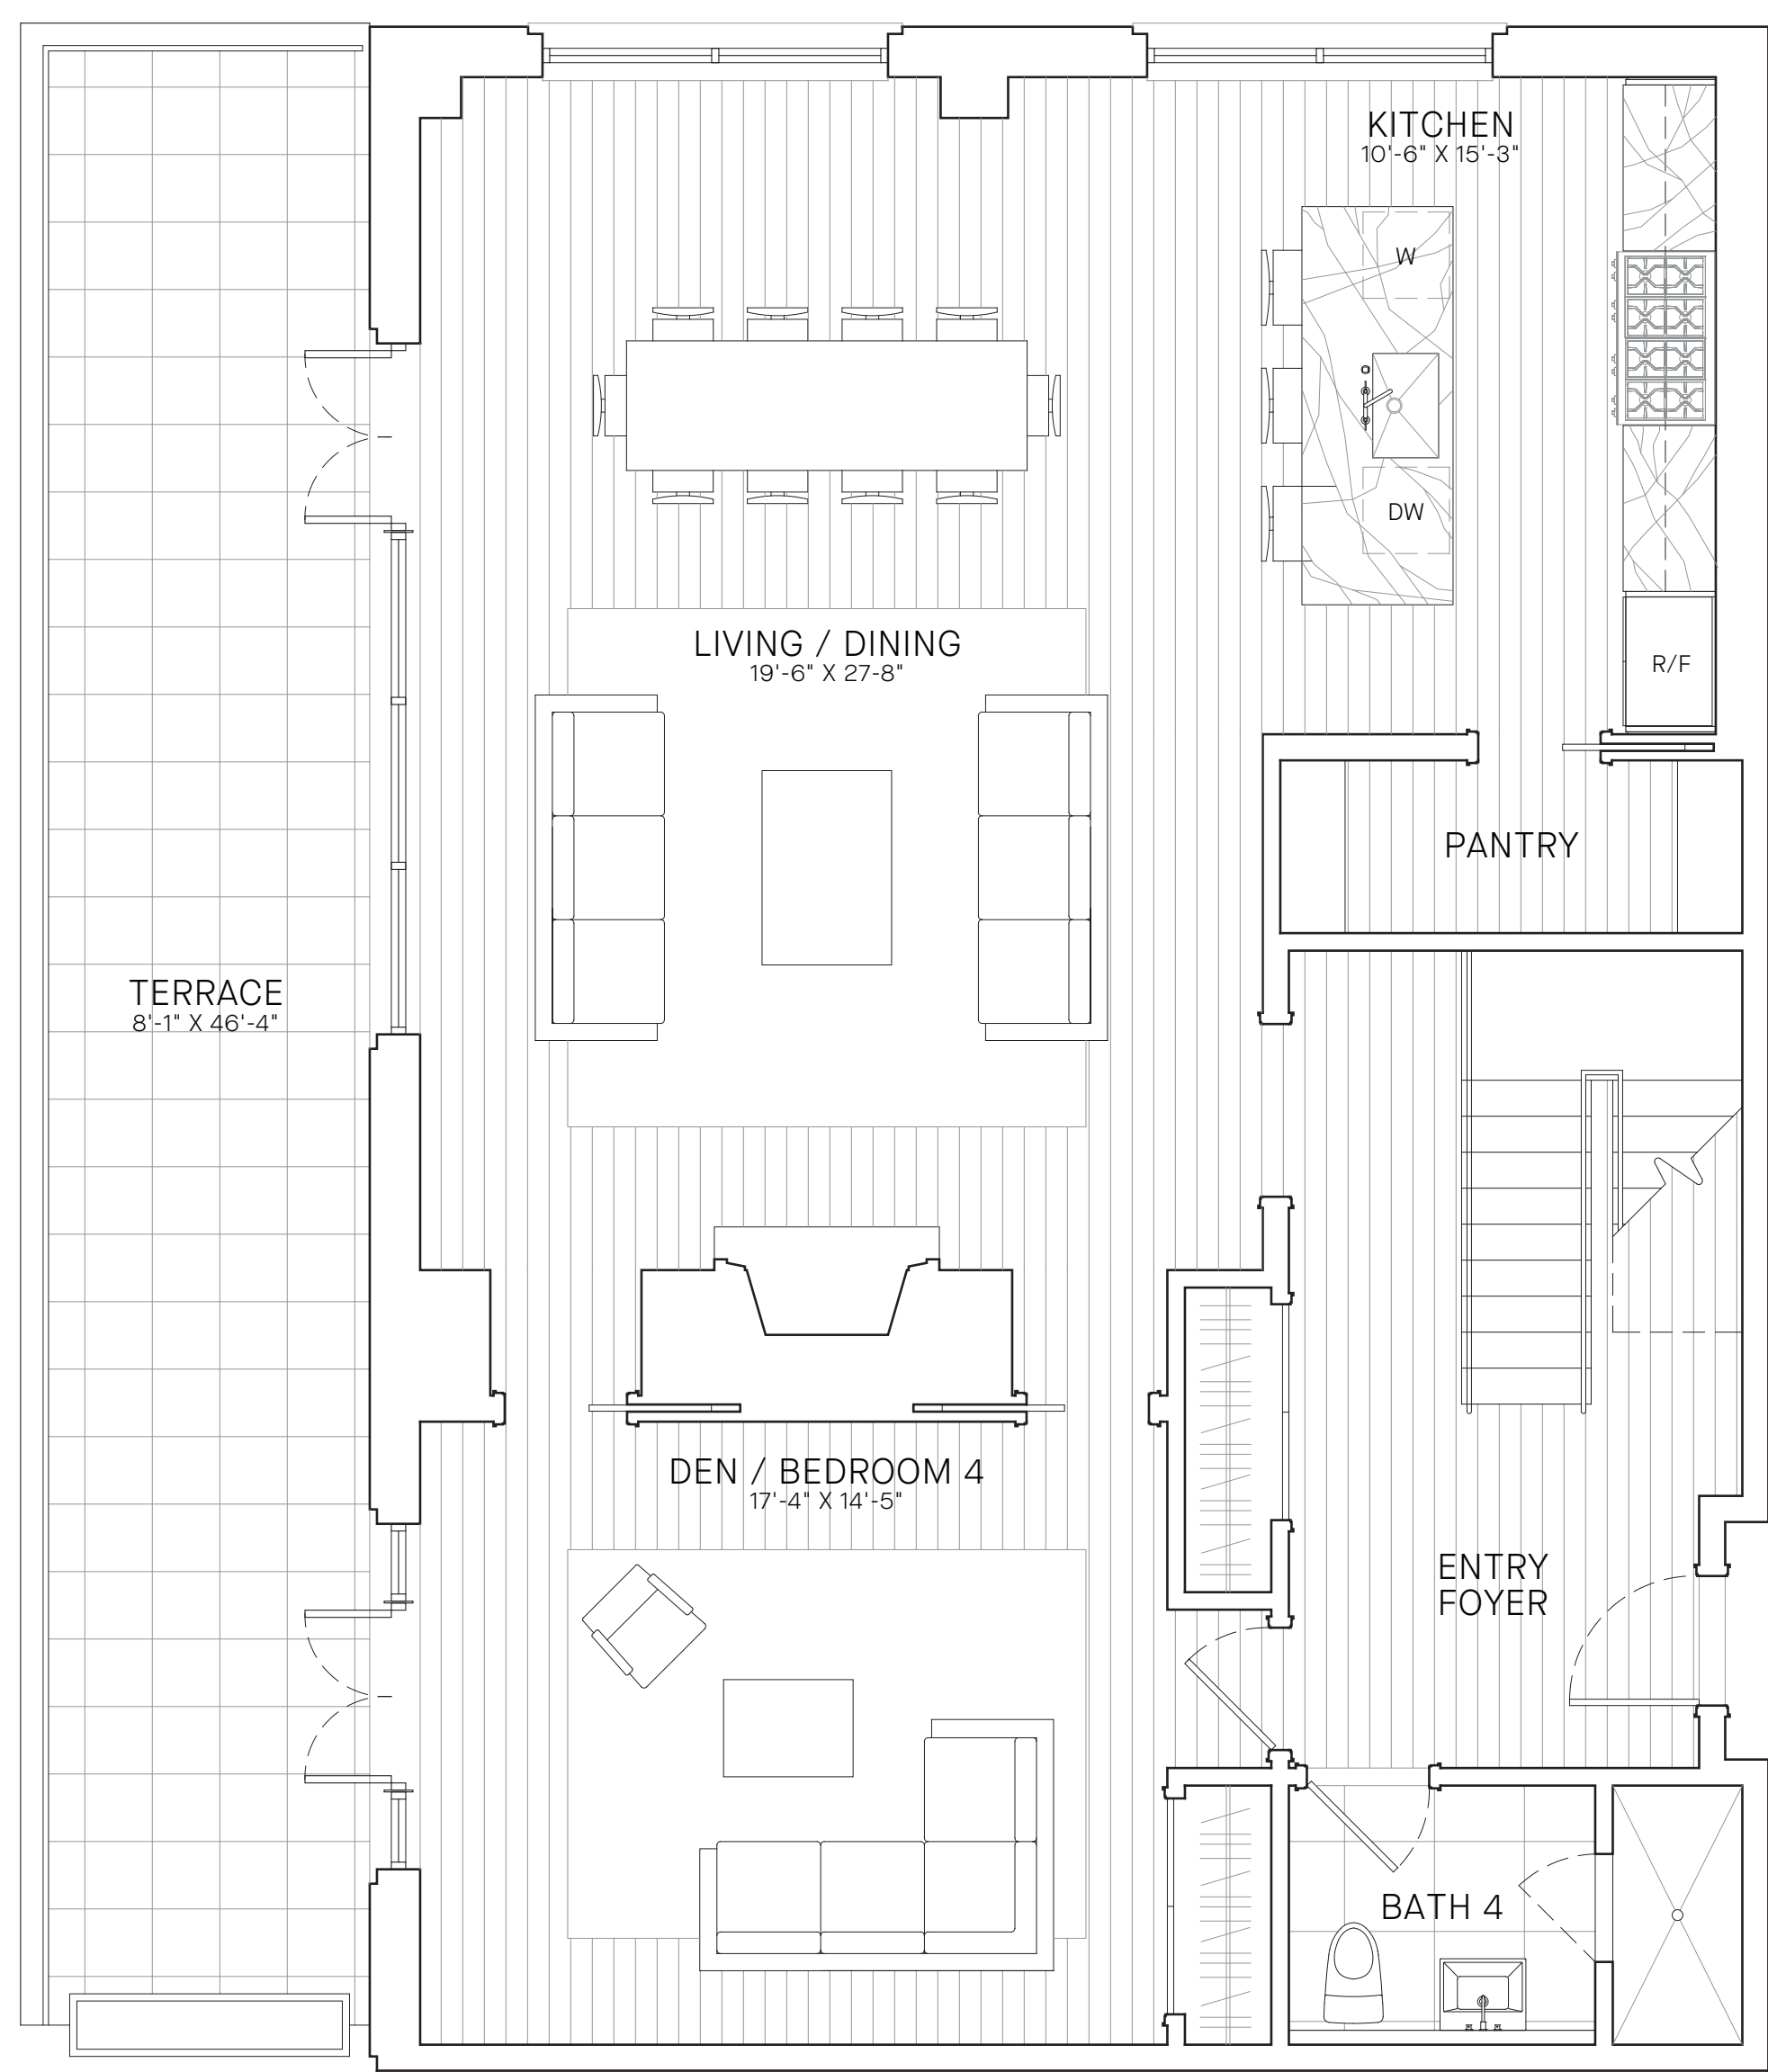 KITCHEN
10'-6" X 15'-3"
W
DW
LIVING / DINING
19'-6" X 27-8"
R/F
PANTRY
TERRACE
8'-1" X 46'-4"
DEN / BEDROOM 4
17'-4" X 14'-5"
ENTRY
FOYER
BATH 4